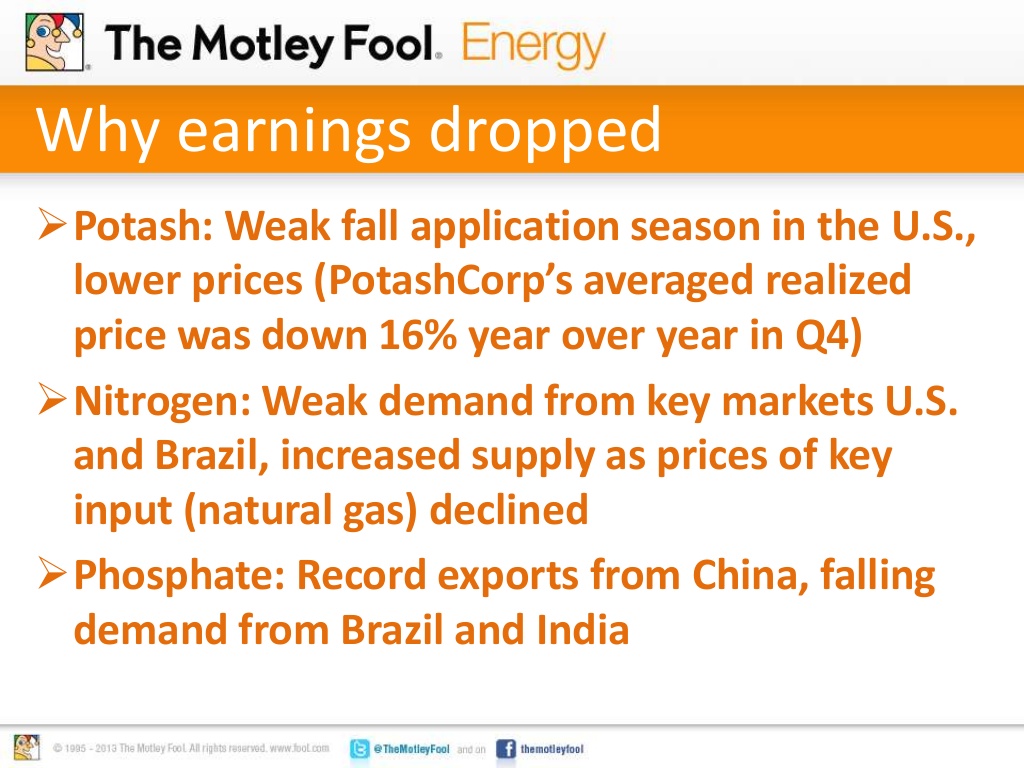 The Motley Fool® Energy
Why earnings dropped
➢Potash: Weak fall application season in the U.S.,
lower prices (PotashCorp’s averaged realized
price was down 16% year over year in Q4)
➢Nitrogen: Weak demand from key markets U.S.
and Brazil, increased supply as prices of key
input (natural gas) declined
➢Phosphate: Record exports from China, falling
demand from Brazil and India
© 1995 - 2013 The Motley Fool. All rights reserved. www.fool.com @TheMotleyFool and on themotleyfool